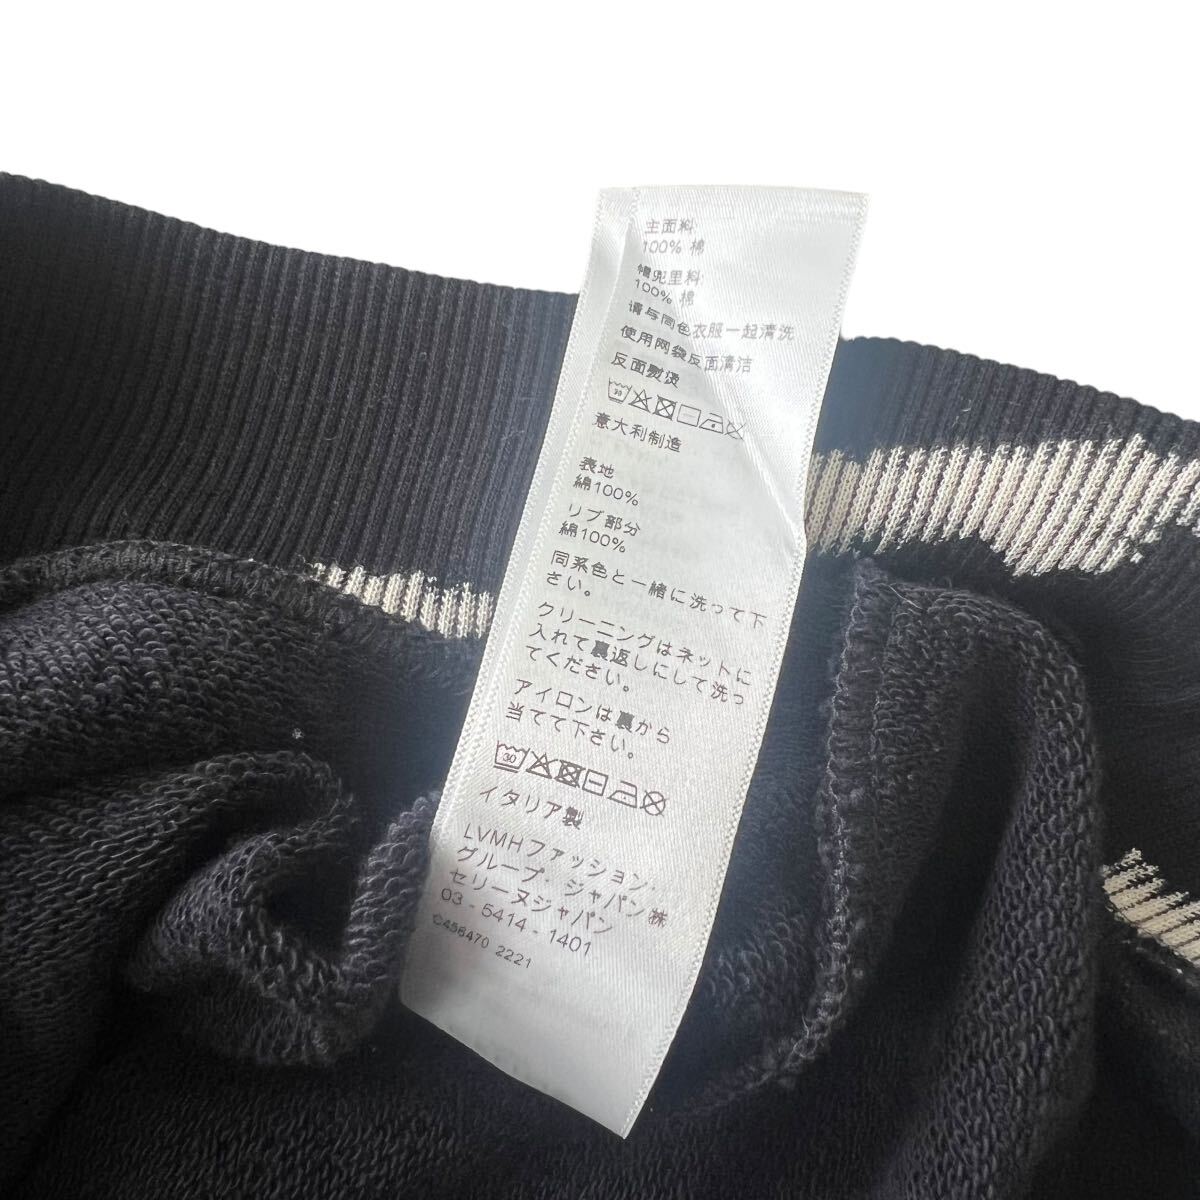 主面料
100% 棉
帽兜里料
100% 棉
请与同色衣服一起清洗
使用网袋反面清洁
反面熨烫
30
意大利制造
表地
綿100%
リブ部分
綿100%
同系色と一緒に洗って下
さい。
クリーニングはネットに
入れて裏返しにして洗っ
てください。
アイロンは裏から
当てて下さい。
30
イタリア製
LVMHファッション・
グループ・ジャパン株
セリーヌジャパン
03 - 5414 - 1401
©456470 2221